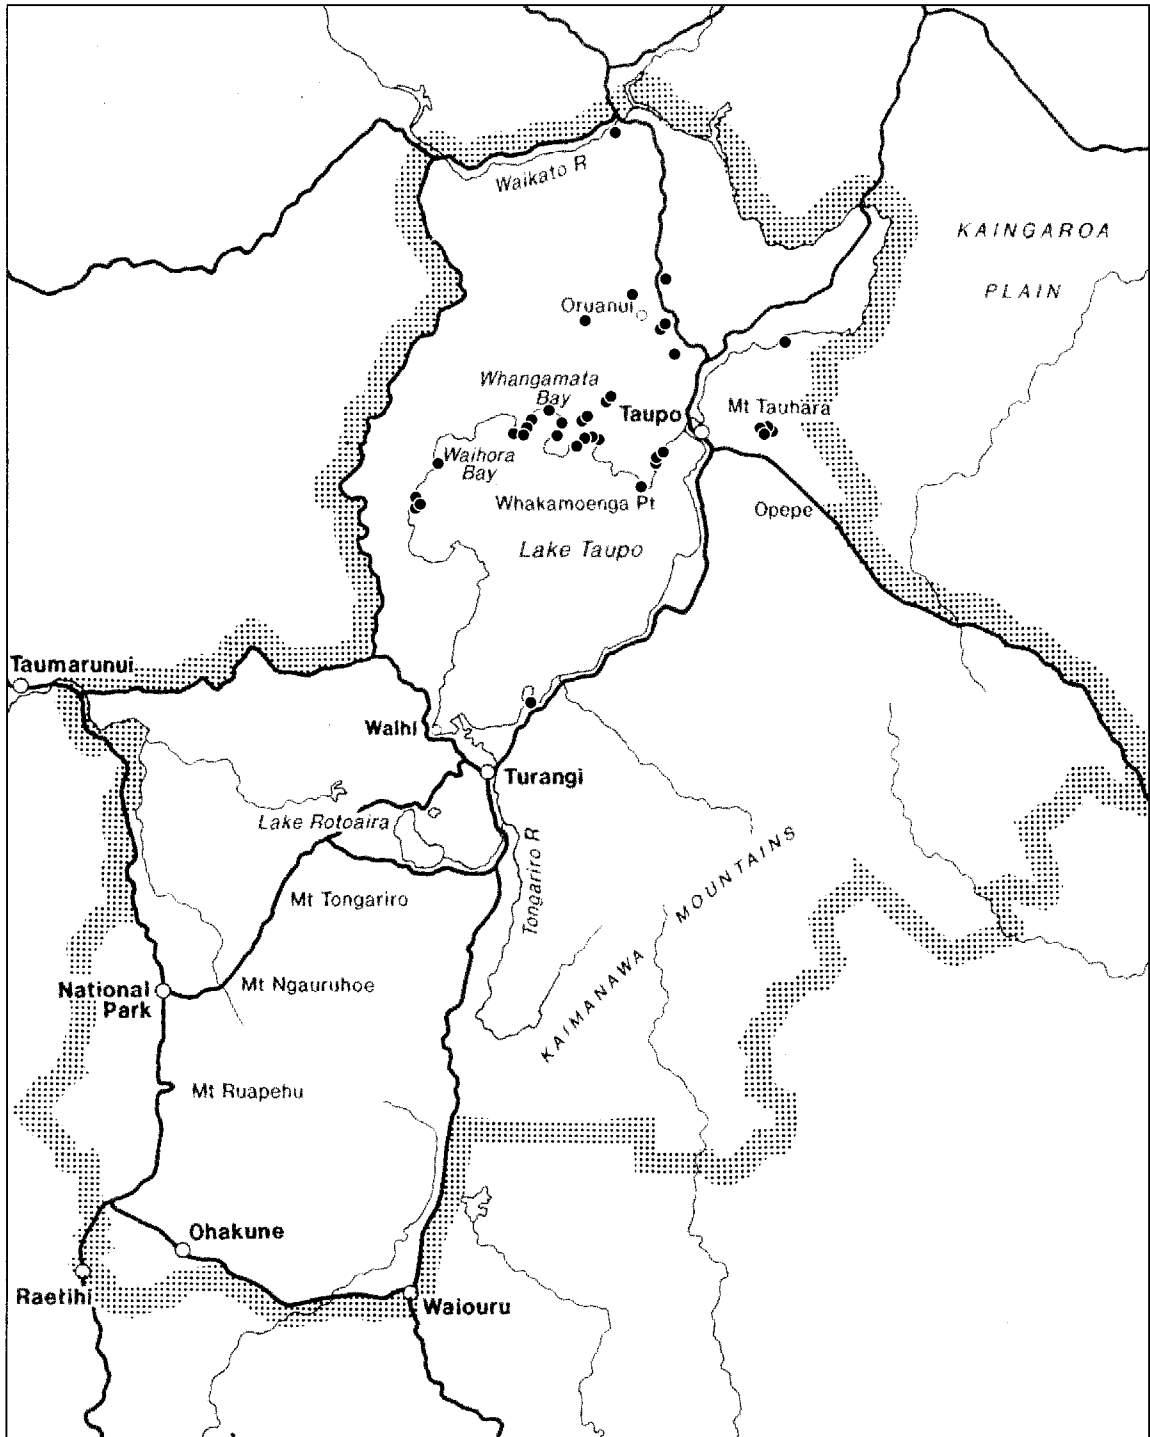 Waikato R
KAINGAROA
PLAIN
Oruanui
Whangamata
Bay
Taupo
Mt Tauhara
Waihora
Bay
Whakamoenga Pt
Opepe
Lake Taupo
Taumarunui
Waihi
Turangi
Lake Rotoaira
Tongariro R
KAIMANAWA MOUNTAINS
Mt Tongariro
National
Park
Mt Ngauruhoe
Mt Ruapehu
Ohakune
Raetihi
Waiouru